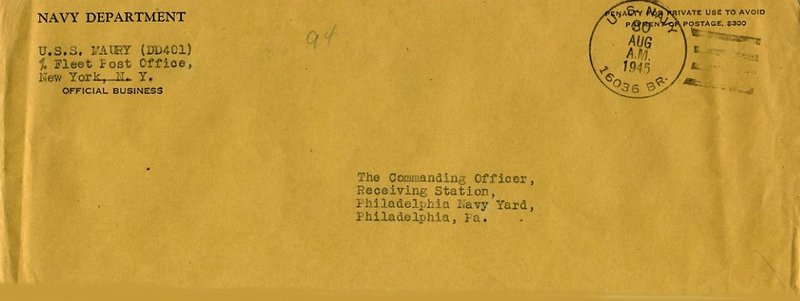 NAVY DEPARTMENT
U.S.S. MAURY (DD401)
% Fleet Post Office,
New York, N. Y.
OFFICIAL BUSINESS
94
PENALTY FOR PRIVATE USE TO AVOID
PAYMENT OF POSTAGE, $300
U.S. NAVY
30
AUG
A.M.
1945
16036 BR.
The Commanding Officer,
Receiving Station,
Philadelphia Navy Yard,
Philadelphia, Pa.